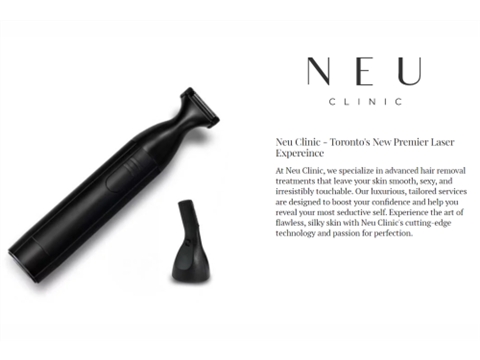 NEU
CLINIC
Neu Clinic - Toronto's New Premier Laser
Expereince
At Neu Clinic, we specialize in advanced hair removal
treatments that leave your skin smooth, sexy, and
irresistibly touchable. Our luxurious, tailored services
are designed to boost your confidence and help you
reveal your most seductive self. Experience the art of
flawless, silky skin with Neu Clinic's cutting-edge
technology and passion for perfection.